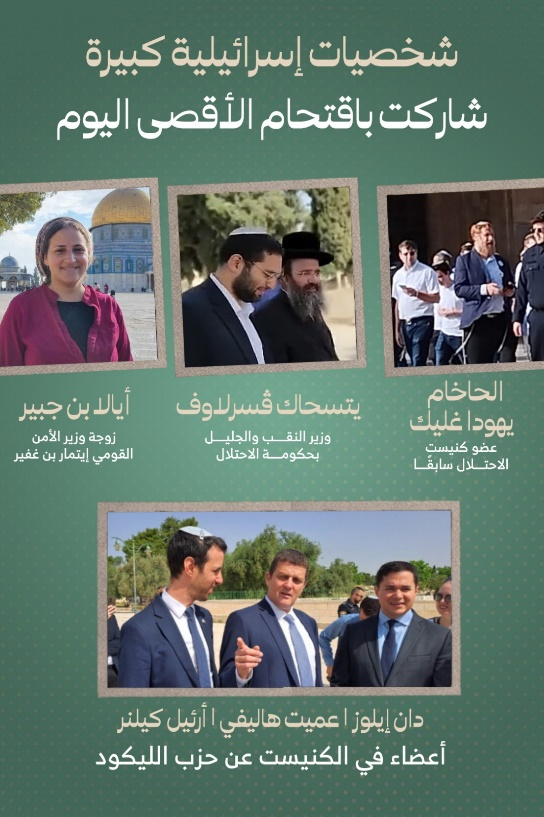 شخصيات إسرائيلية كبيرة
شاركت باقتحام الأقصى اليوم
الحاخام
يهودا غليك
عضو كنيست
الاحتلال سابقًا
يتسحاك ڤسرلاوف
وزير النقب والجليل
بحكومة الاحتلال
أيالا بن جبير
زوجة وزير الأمن
القومي إيتمار بن غفير
دان إيلوز | عميت هاليفي | أرئيل كيلنر
أعضاء في الكنيست عن حزب الليكود